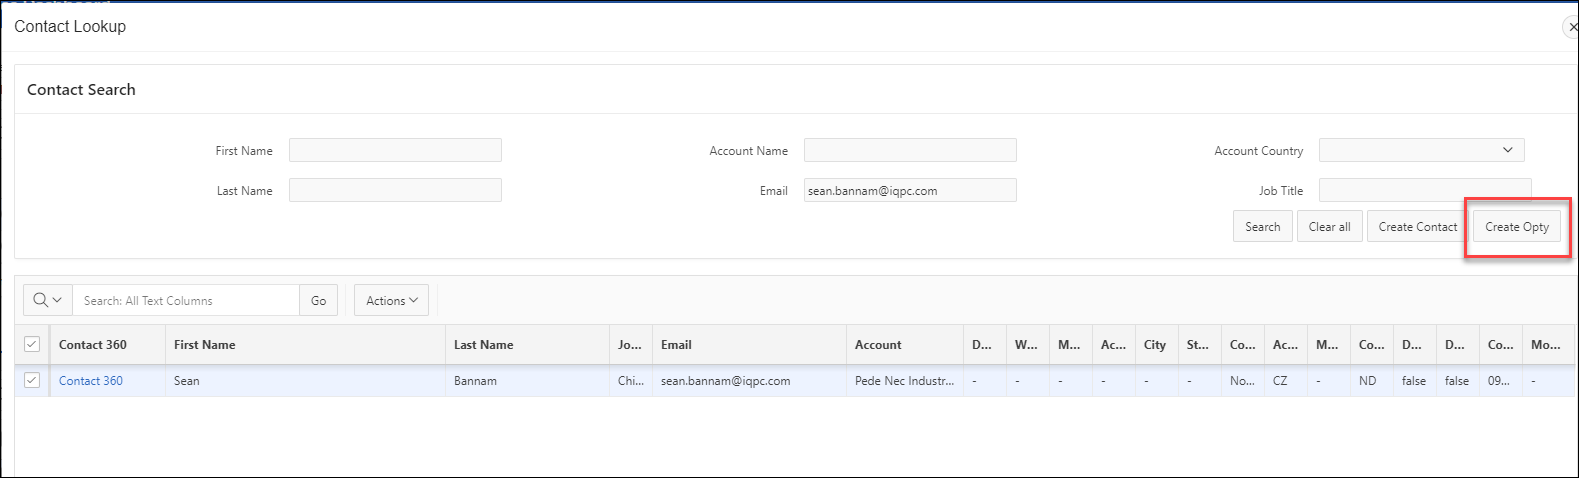 Contact Lookup
Contact Search
First Name Account Name Account Country
Last Name Email sean.bannam@iqpc.com Job Title
Search Clear all Create Contact Create Opty
Search: All Text Columns Go Actions
Contact 360 First Name Last Name Jo... Email Account D... W... M... Ac... City St... Co... Ac... M... Co... D... D... Co... Mo...
Contact 360 Sean Bannam Chi... sean.bannam@iqpc.com Pede Nec Industr... - - - - - - No... CZ - ND false false 09... -